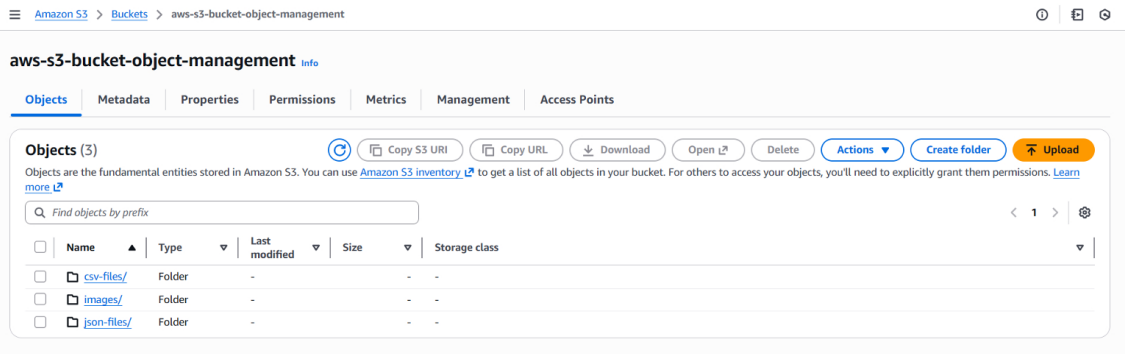 Amazon S3 > Buckets > aws-s3-bucket-object-management
aws-s3-bucket-object-management Info
Objects Metadata Properties Permissions Metrics Management Access Points
Objects (3) Copy S3 URI Copy URL Download Open Delete Actions Create folder Upload
Objects are the fundamental entities stored in Amazon S3. You can use Amazon S3 inventory to get a list of all objects in your bucket. For others to access your objects, you'll need to explicitly grant them permissions. Learn
more
Find objects by prefix < 1 >
Name Type Last modified Size Storage class
csv-files/ Folder - - -
images/ Folder - - -
json-files/ Folder - - -